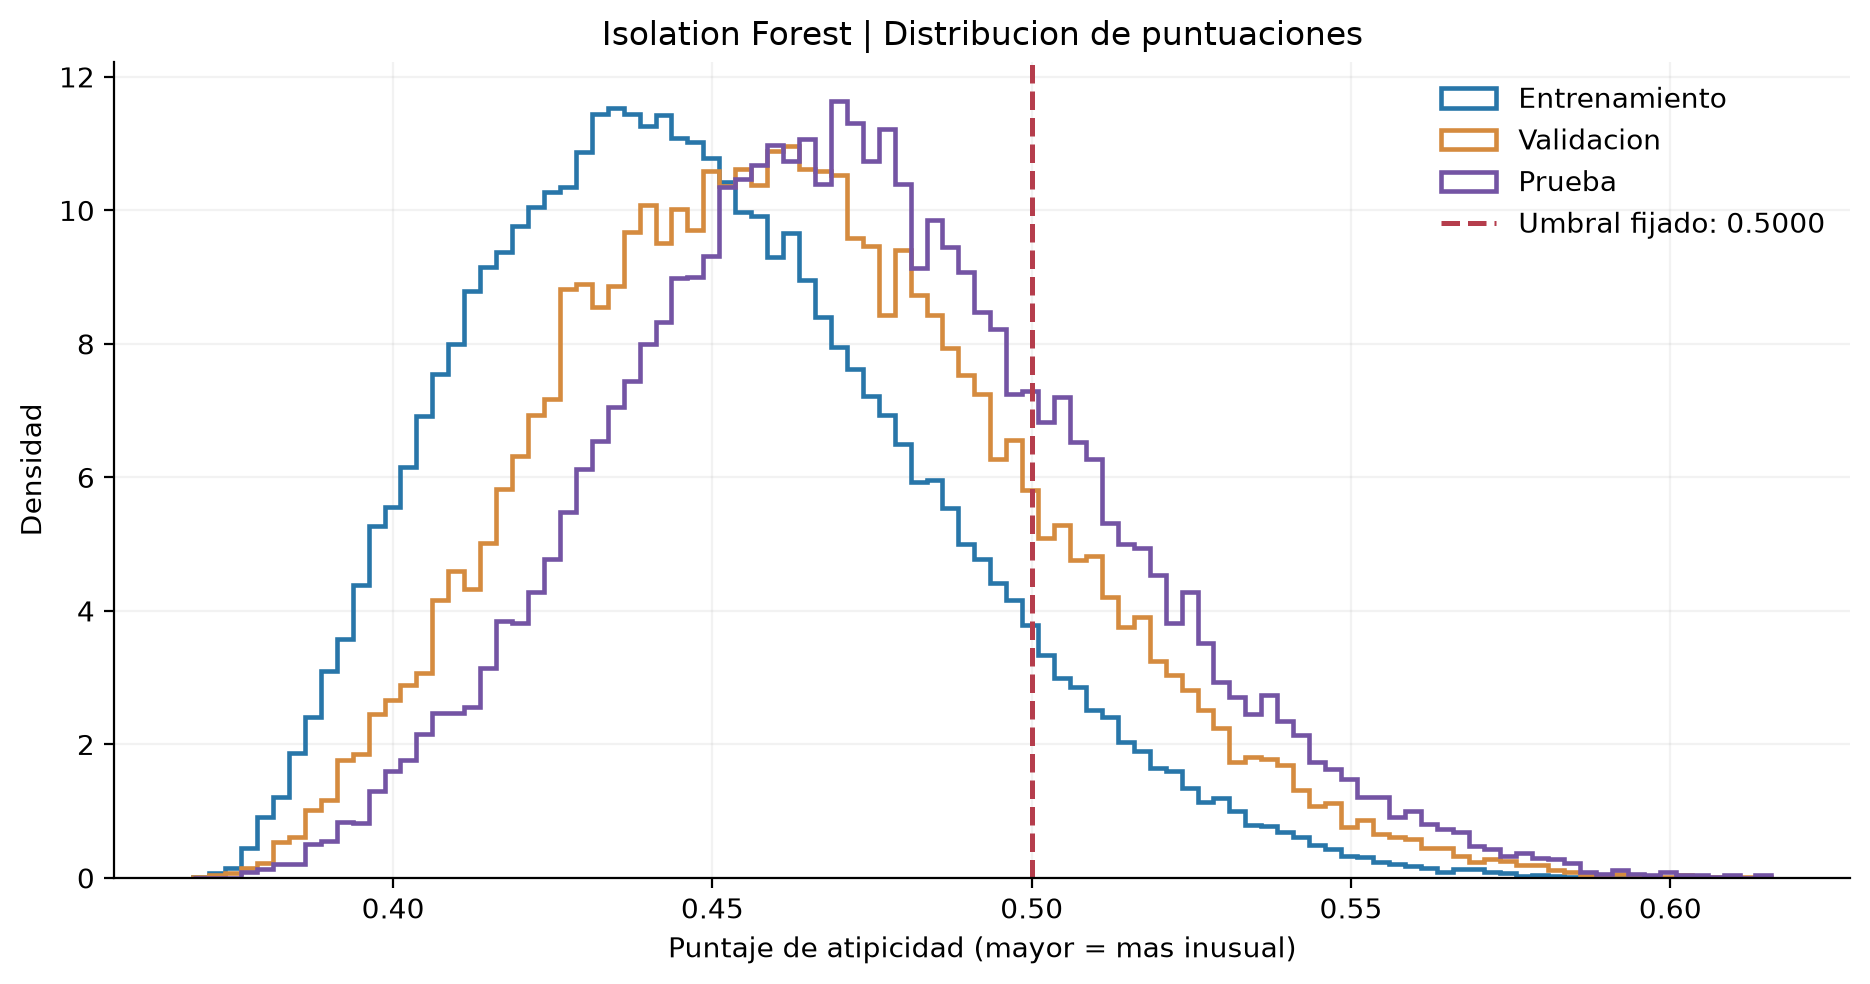 Isolation Forest | Distribucion de puntuaciones
Entrenamiento
Validacion
Prueba
Umbral fijado: 0.5000
Densidad
12
10
8
6
4
2
0
0.40 0.45 0.50 0.55 0.60
Puntaje de atipicidad (mayor = mas inusual)